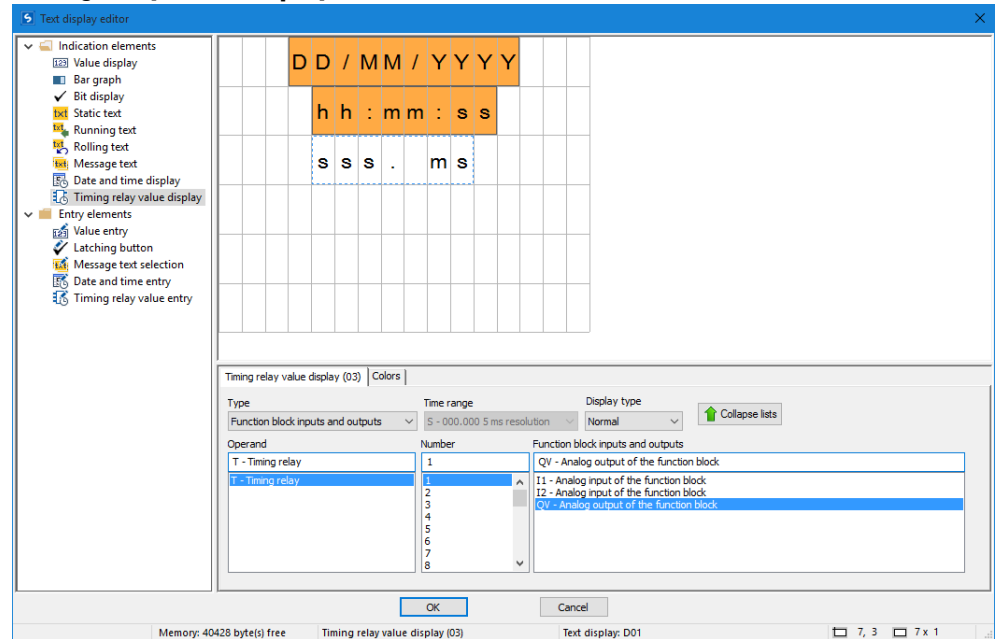 Text display editor
Indication elements
Value display
Bar graph
Bit display
Static text
Running text
Rolling text
Message text
Date and time display
Timing relay value display
Entry elements
Value entry
Latching button
Message text selection
Date and time entry
Timing relay value entry
DD/MM/YYYY
hh:mm:ss
sss. ms
Timing relay value display (03) Colors
Type Time range Display type
Function block inputs and outputs S - 000.000 5 ms resolution Normal Collapse lists
Operand Number Function block inputs and outputs
T - Timing relay 1 QV - Analog output of the function block
T - Timing relay 1 I1 - Analog input of the function block
2 I2 - Analog input of the function block
3 QV - Analog output of the function block
4
5
6
7
8
OK Cancel
Memory: 40428 byte(s) free Timing relay value display (03) Text display: D01 7, 3 7 x 1